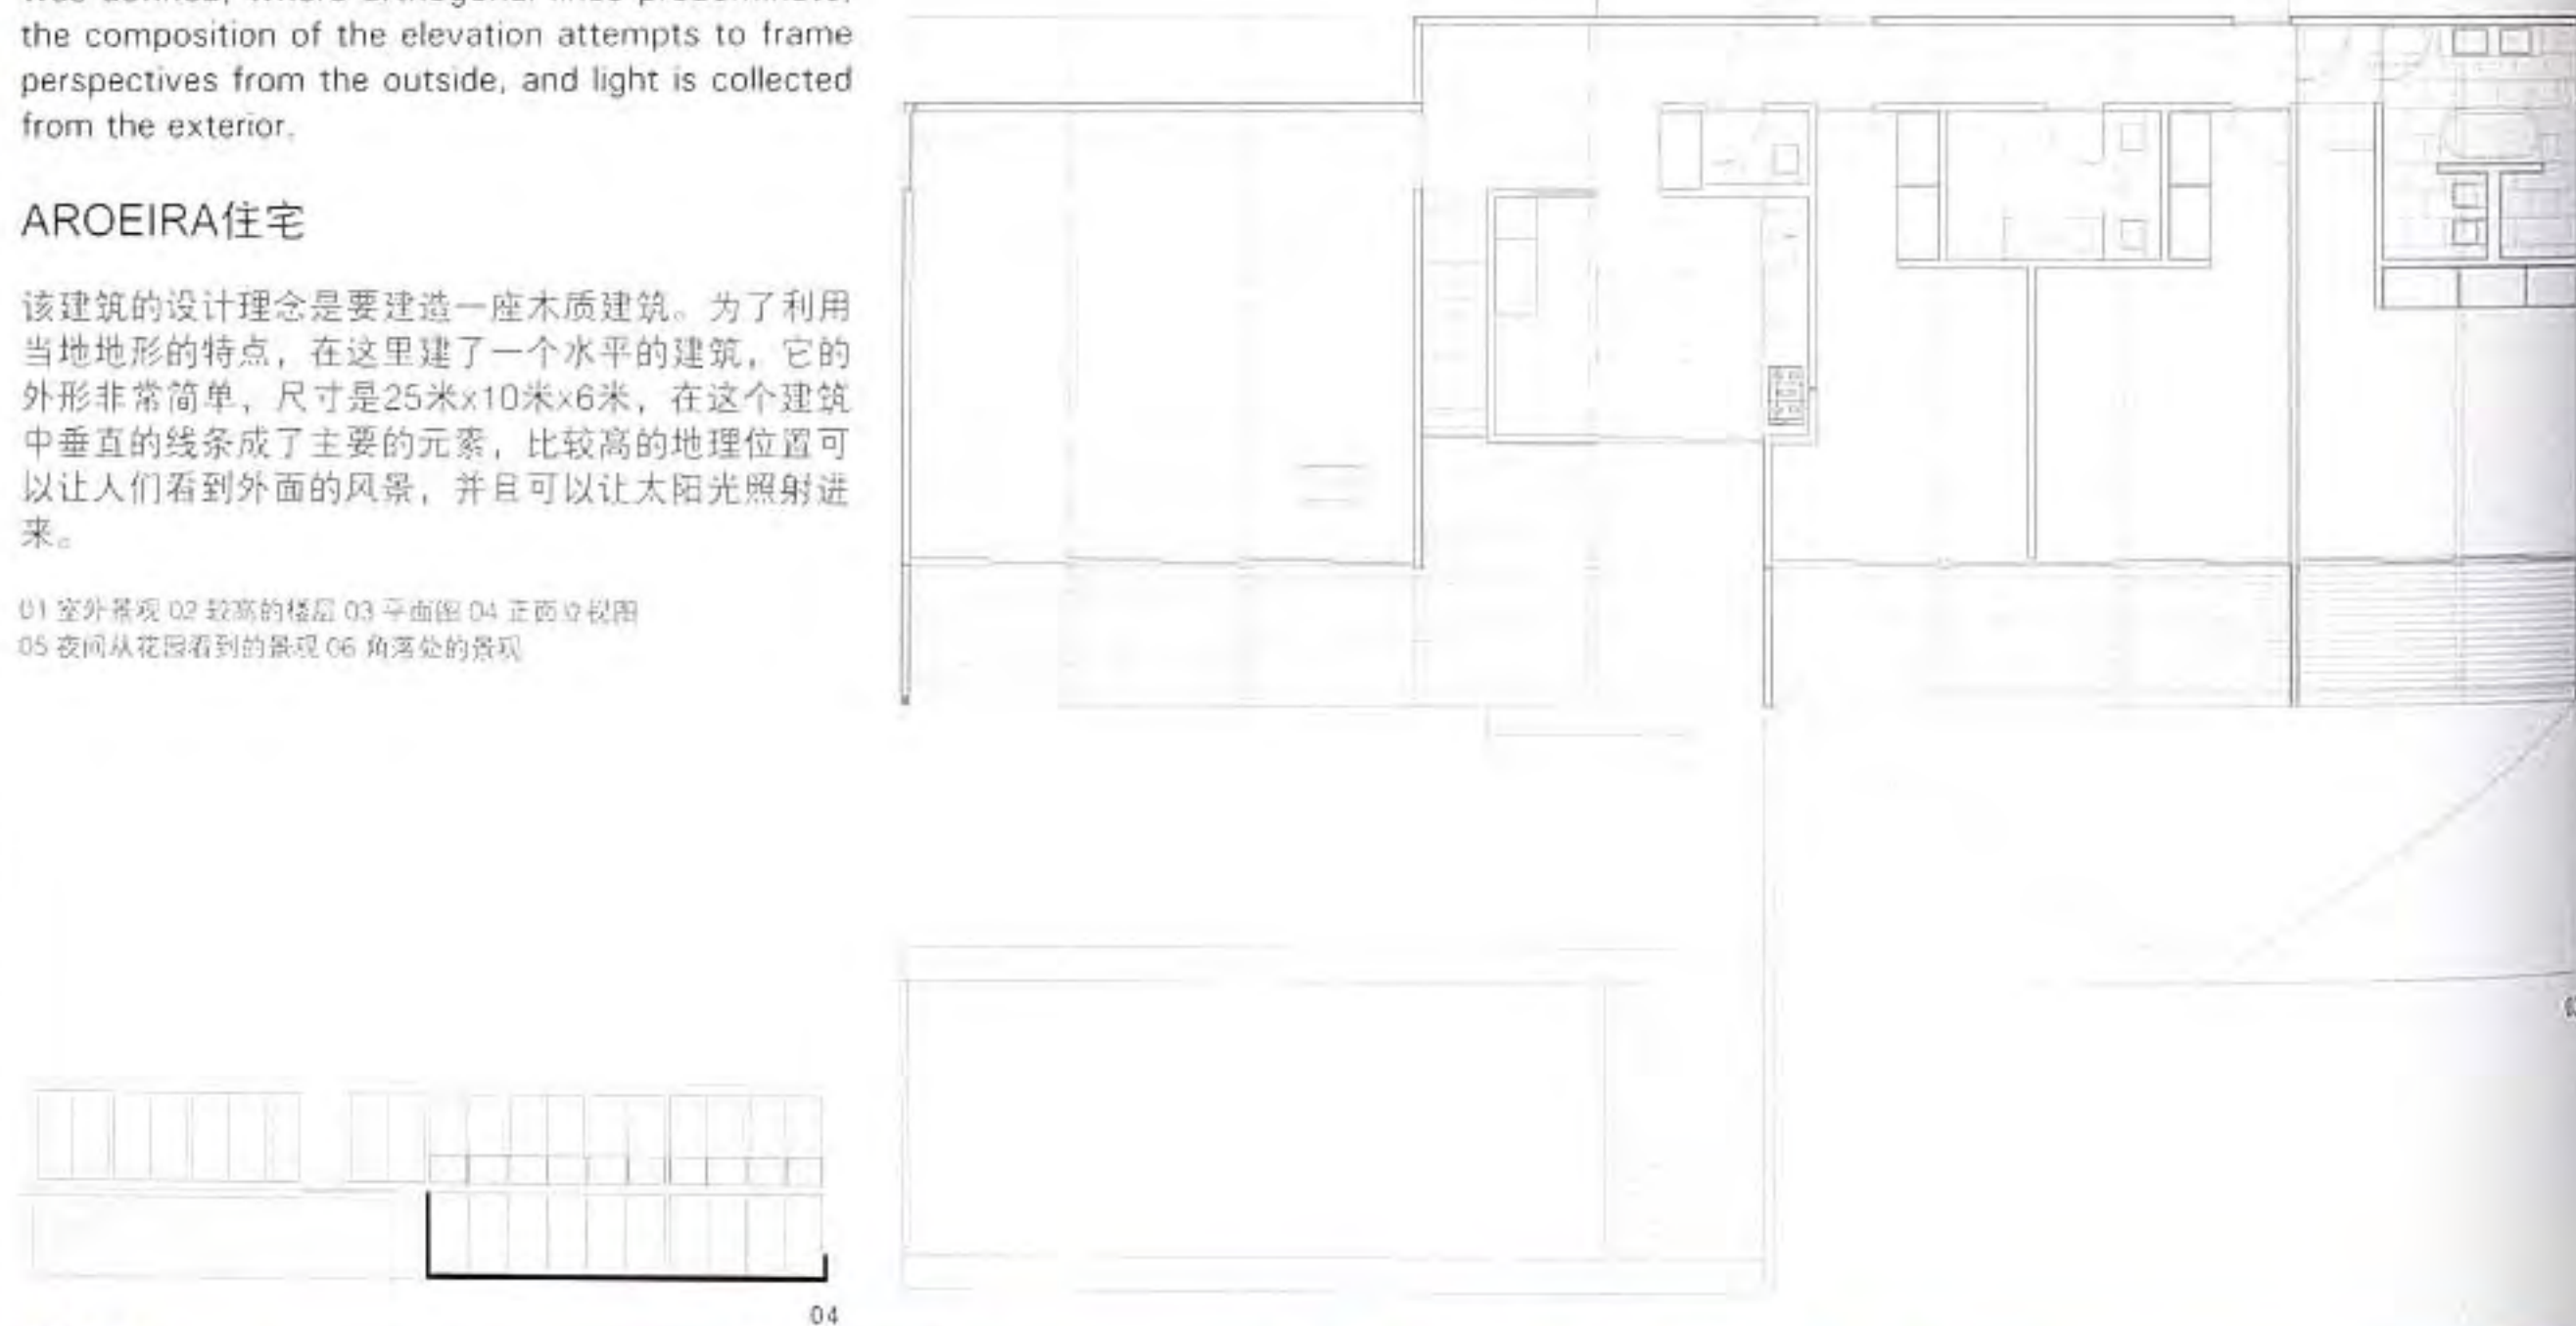 was defined, where orthogonal lines predominate,
the composition of the elevation attempts to frame
perspectives from the outside, and light is collected
from the exterior.
AROEIRA住宅
该建筑的设计理念是要建造一座木质建筑。为了利用
当地地形的特点，在这里建了一个水平的建筑，它的
外形非常简单，尺寸是25米x10米x6米，在这个建筑
中垂直的线条成了主要的元素，比较高的地理位置可
以让人们看到外面的风景，并且可以让太阳光照射进
来。
01 室外景观 02 较高的楼层 03 平面图 04 正面立视图
05 夜间从花园看到的景观 06 角落处的景观
04